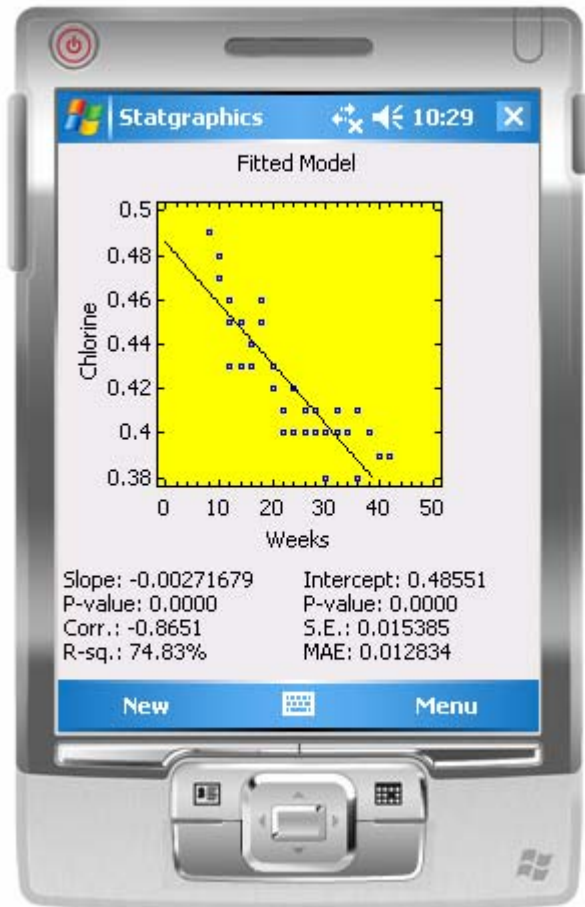 Statgraphics 10:29
Fitted Model
0.5
0.48
0.46
0.44
0.42
0.4
0.38
Chlorine
0 10 20 30 40 50
Weeks
Slope: -0.00271679 Intercept: 0.48551
P-value: 0.0000 P-value: 0.0000
Corr.: -0.8651 S.E.: 0.015385
R-sq.: 74.83% MAE: 0.012834
New Menu